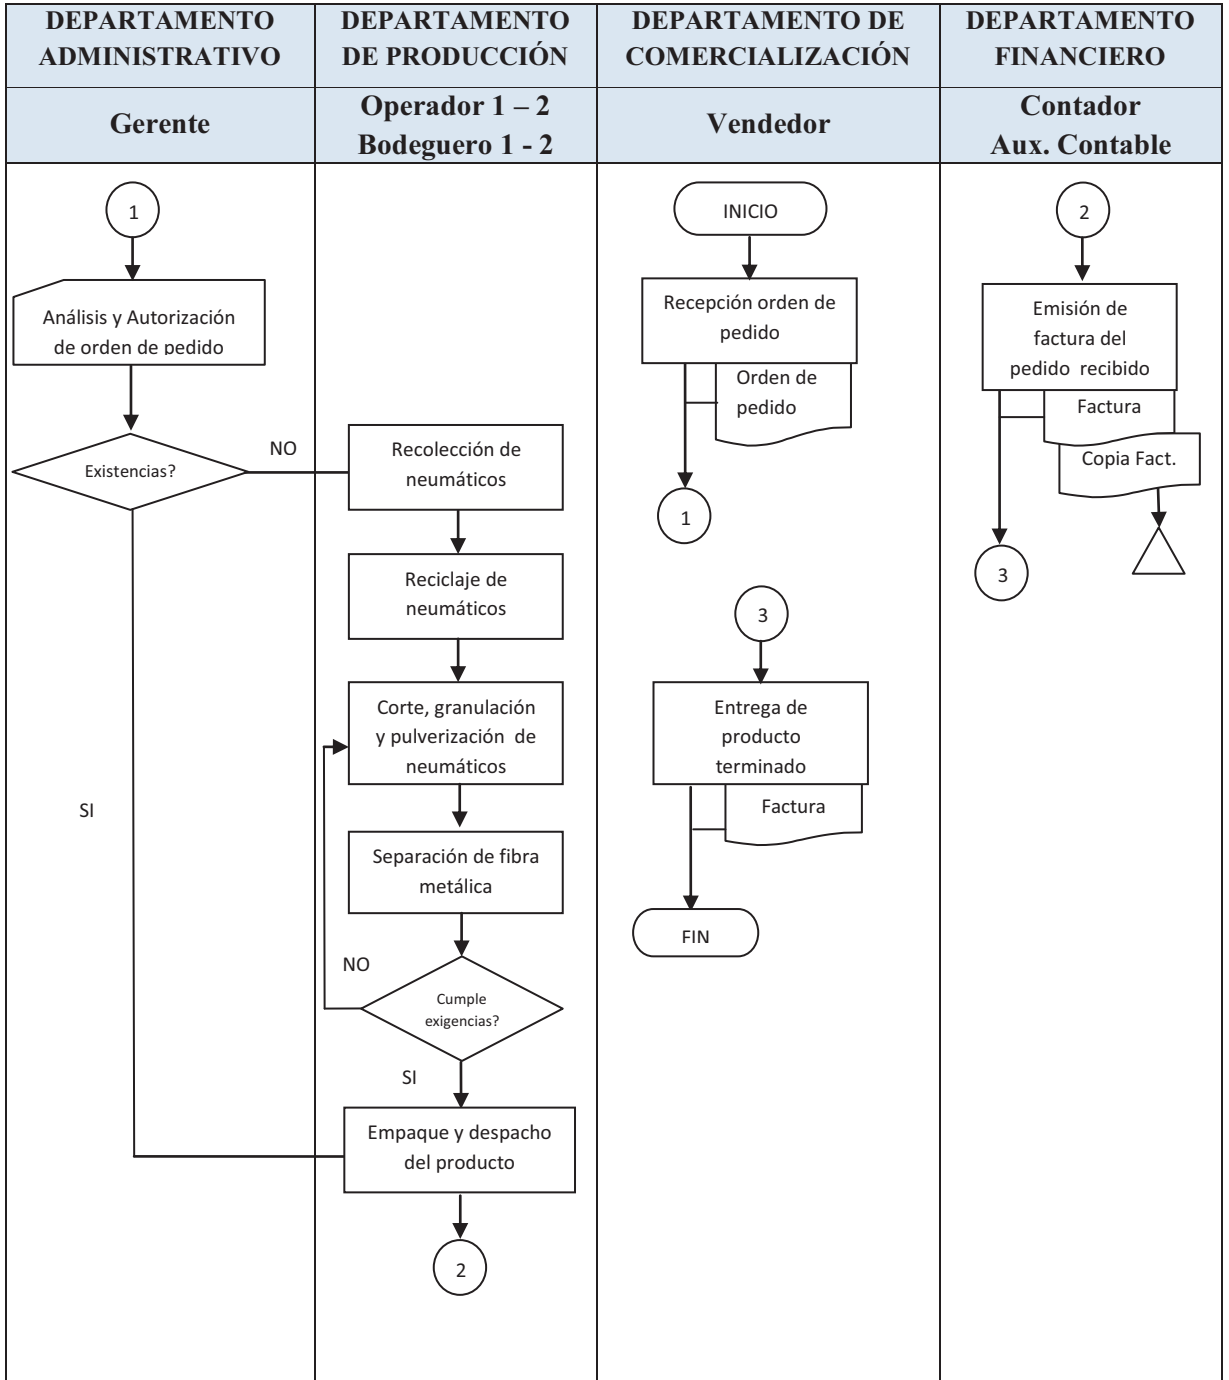 DEPARTAMENTO
ADMINISTRATIVO
DEPARTAMENTO
DE PRODUCCIÓN
DEPARTAMENTO DE
COMERCIALIZACIÓN
DEPARTAMENTO
FINANCIERO
Gerente
Operador 1 – 2
Bodeguero 1 - 2
Vendedor
Contador
Aux. Contable
1
Análisis y Autorización
de orden de pedido
Existencias?
NO
SI
Recolección de
neumáticos
Reciclaje de
neumáticos
Corte, granulación
y pulverización de
neumáticos
Separación de fibra
metálica
NO
Cumple
exigencias?
SI
Empaque y despacho
del producto
2
INICIO
Recepción orden de
pedido
Orden de
pedido
1
3
Entrega de
producto
terminado
Factura
FIN
2
Emisión de
factura del
pedido recibido
Factura
Copia Fact.
3